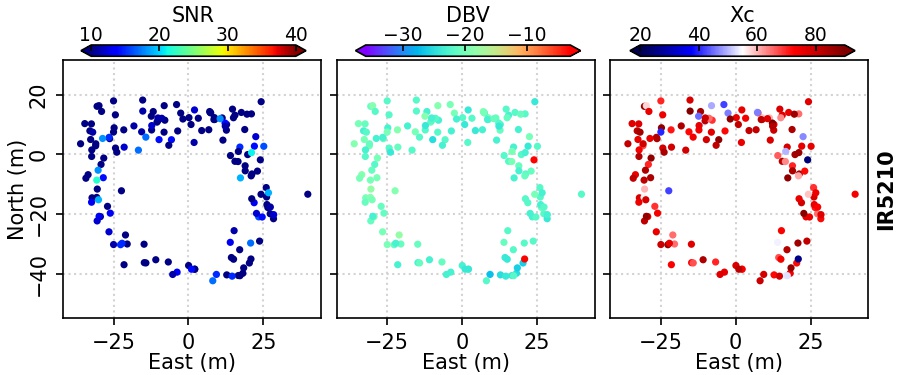 SNR DBV Xc
10 20 30 40 −30 −20 −10 20 40 60 80
20
0
−20
−40
North (m)
−25 0 25 −25 0 25 −25 0 25
East (m) East (m) East (m)
IR5210